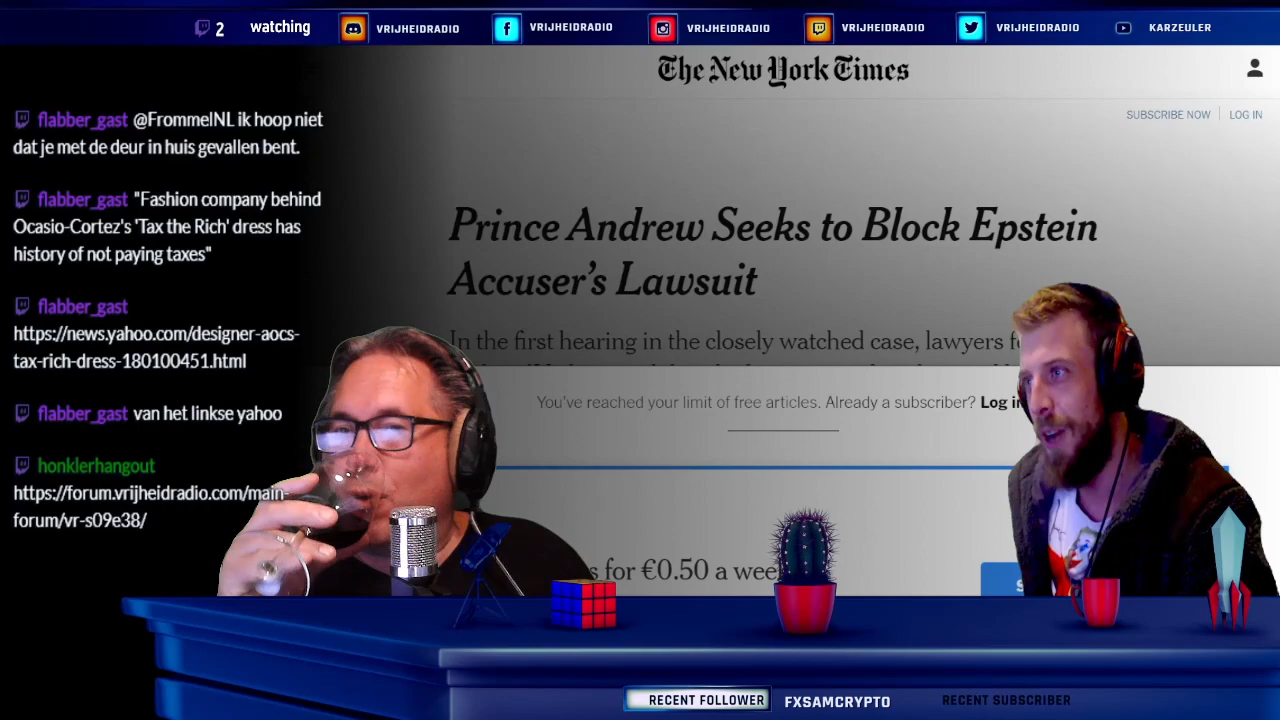 2 watching
VRIJHEIDRADIO
VRIJHEIDRADIO
VRIJHEIDRADIO
VRIJHEIDRADIO
VRIJHEIDRADIO
KARZEULER
The New York Times
SUBSCRIBE NOW
LOG IN
flabber_gast @FrommelNL ik hoop niet
dat je met de deur in huis gevallen bent.
flabber_gast "Fashion company behind
Ocasio-Cortez's 'Tax the Rich' dress has
history of not paying taxes"
flabber_gast
https://news.yahoo.com/designer-aocs-
tax-rich-dress-180100451.html
flabber_gast van het linkse yahoo
honklerhangout
https://forum.vrijheidradio.com/main-
forum/vr-s09e38/
Prince Andrew Seeks to Block Epstein
Accuser's Lawsuit
In the first hearing in the closely watched case, lawyers
You've reached your limit of free articles. Already a subscriber? Log in
for €0.50 a week
RECENT FOLLOWER
FXSAMCRYPTO
RECENT SUBSCRIBER